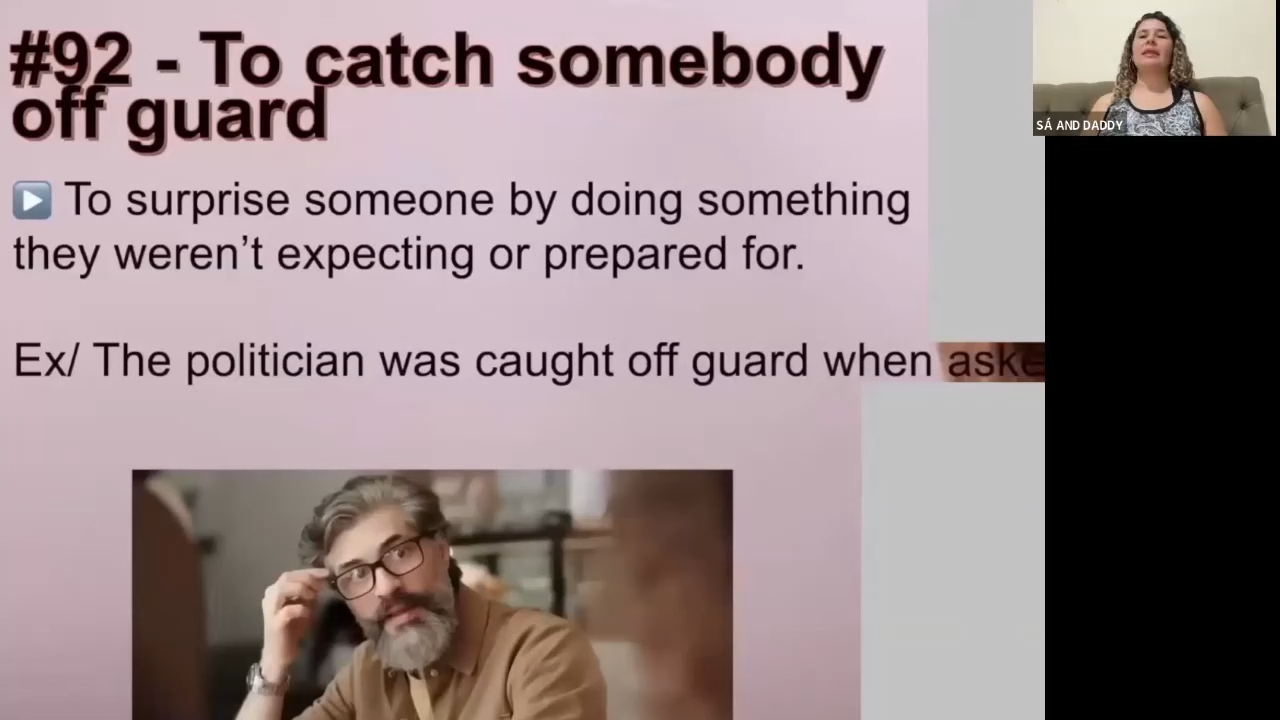 #92 - To catch somebody
off guard
To surprise someone by doing something
they weren’t expecting or prepared for.
Ex/ The politician was caught off guard when
SÁ AND DADDY